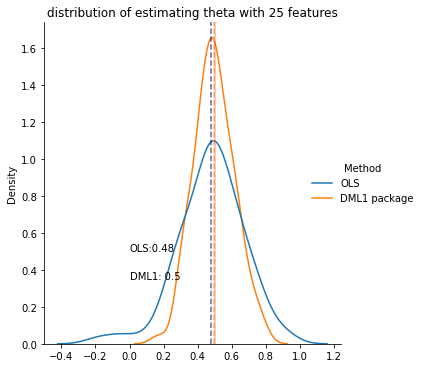 distribution of estimating theta with 25 features
1.6
1.4
1.2
1.0
0.8
0.6
0.4
0.2
0.0
Density
OLS:0.48
DML1: 0.5
Method
OLS
DML1 package
−0.4 −0.2 0.0 0.2 0.4 0.6 0.8 1.0 1.2